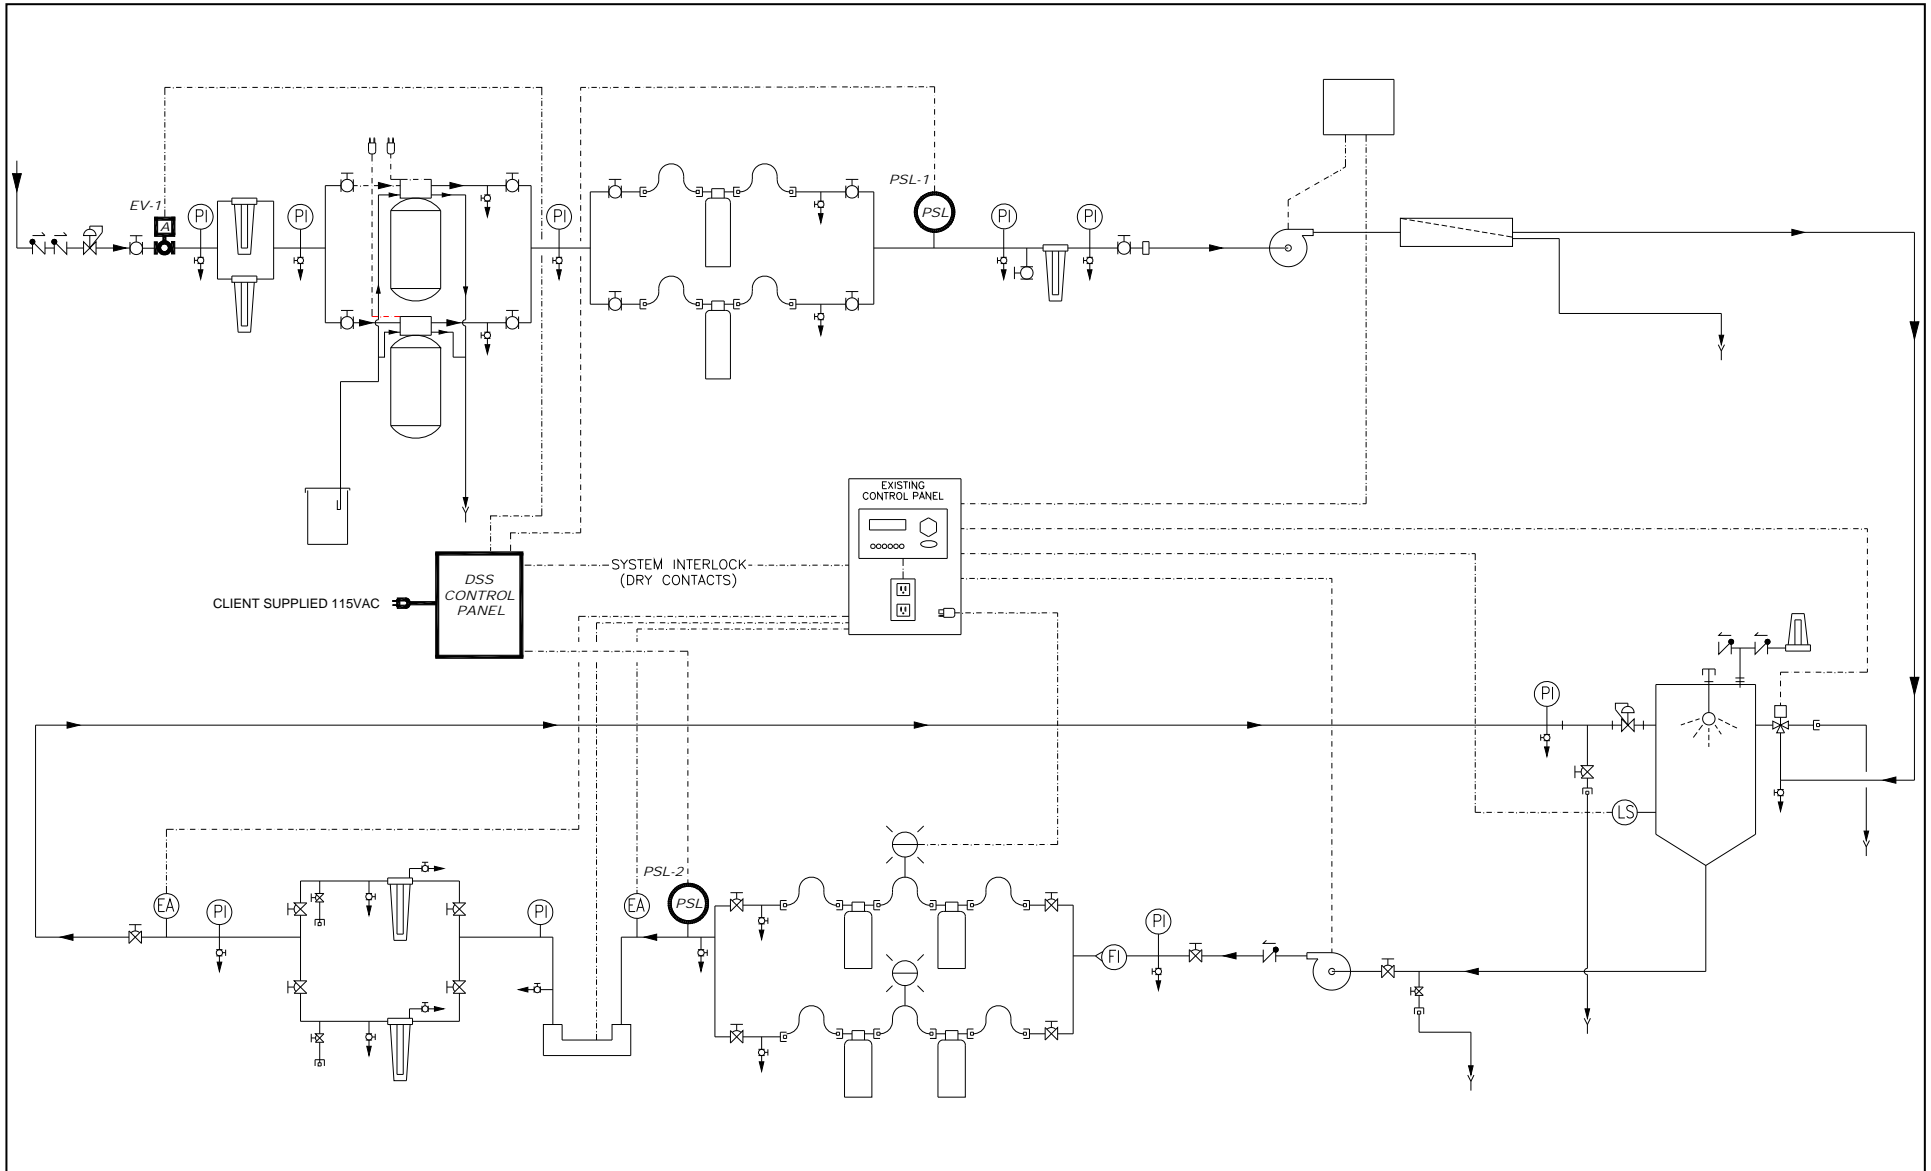 EV-1
A
PI
PI
PI
PSL-1
PSL
PI
PI
EXISTING
CONTROL PANEL
SYSTEM INTERLOCK
(DRY CONTACTS)
DSS
CONTROL
PANEL
CLIENT SUPPLIED 115VAC
PI
LS
PSL-2
EA
PI
PI
EA
PSL
PI
FI